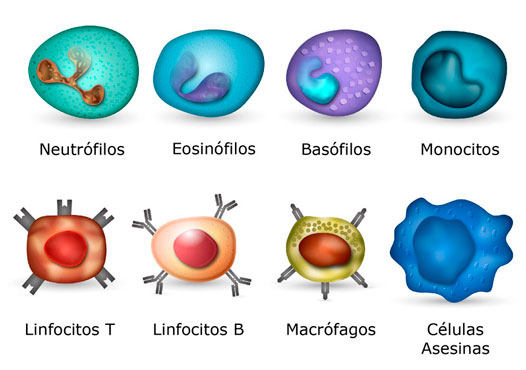 Neutrófilos
Eosinófilos
Basófilos
Monocitos
Linfocitos T
Linfocitos B
Macrófagos
Células
Asesinas